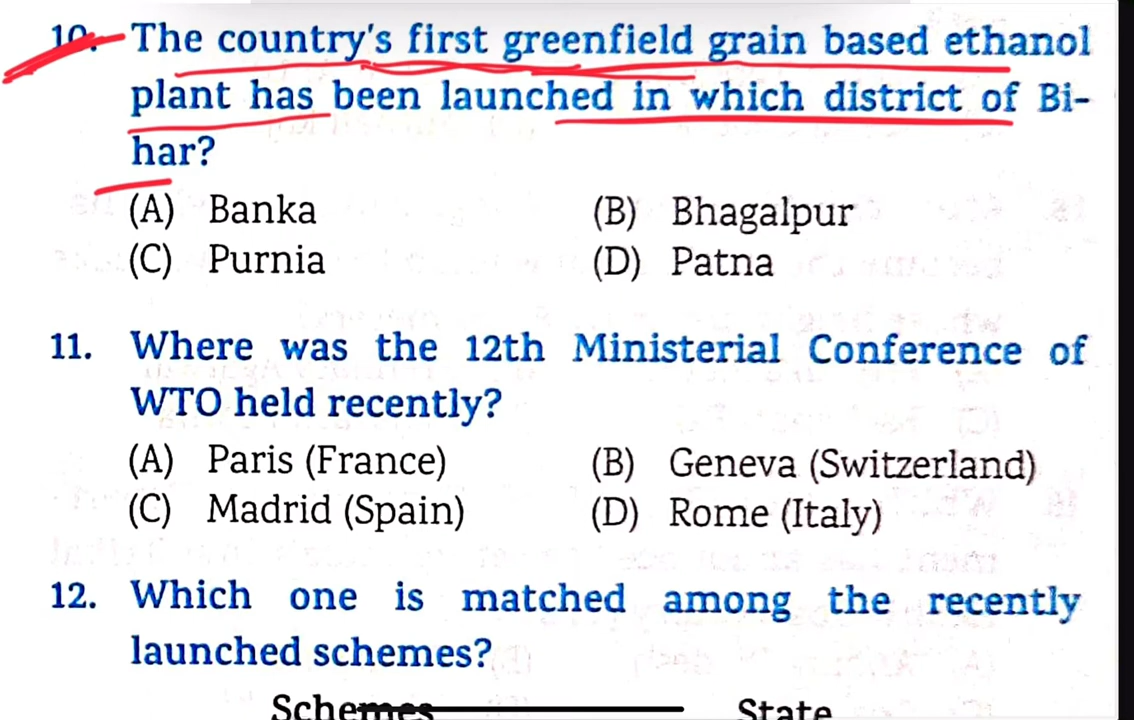 10. The country's first greenfield grain based ethanol
plant has been launched in which district of Bi-
har?
(A) Banka (B) Bhagalpur
(C) Purnia (D) Patna
11. Where was the 12th Ministerial Conference of
WTO held recently?
(A) Paris (France) (B) Geneva (Switzerland)
(C) Madrid (Spain) (D) Rome (Italy)
12. Which one is matched among the recently
launched schemes?
Schemes State